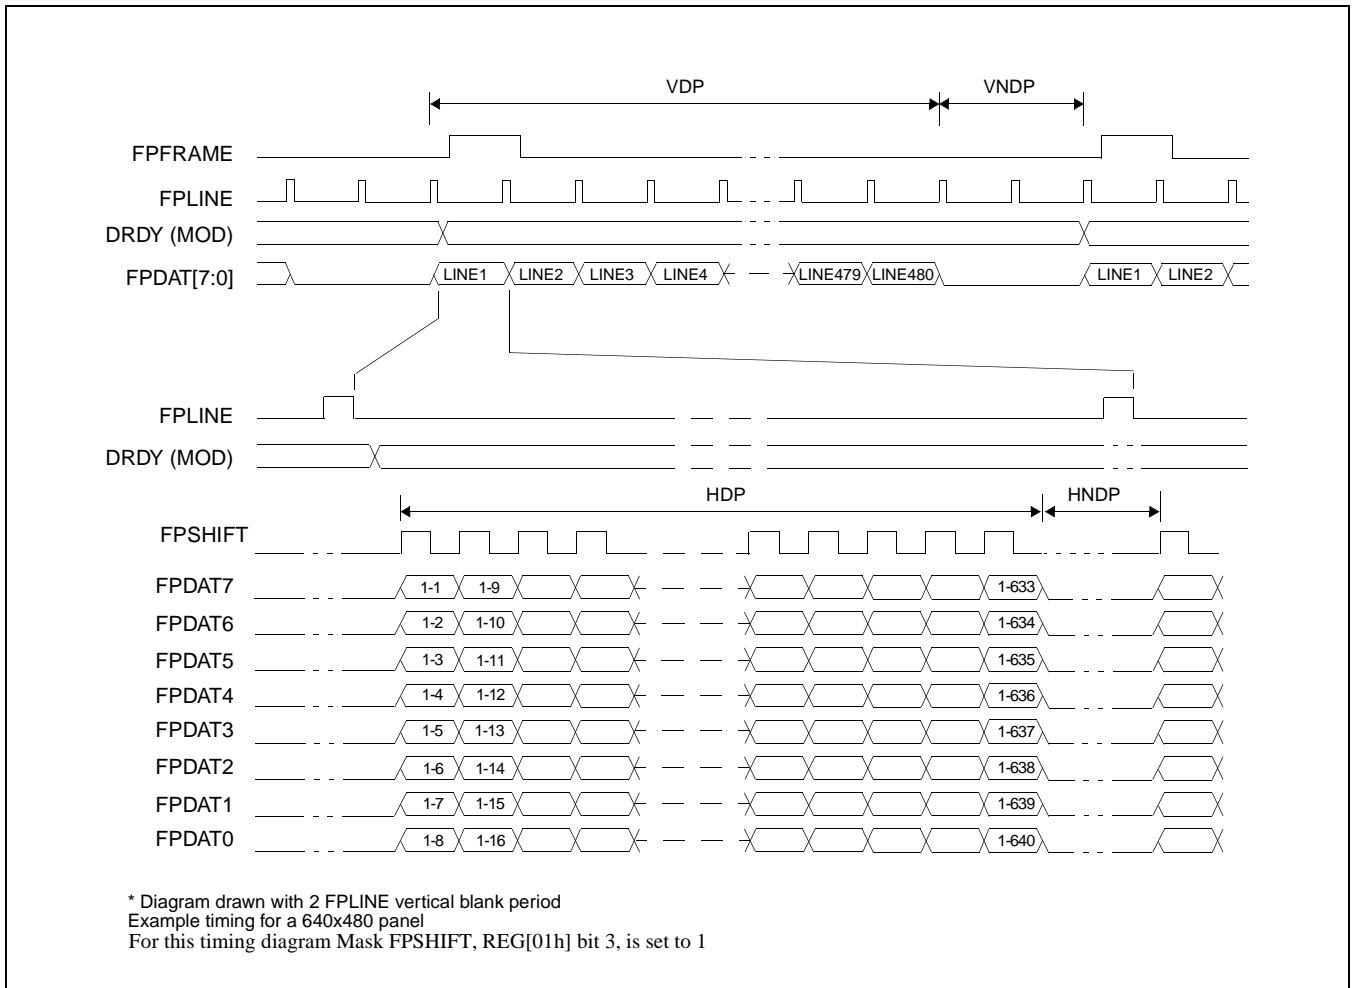 VDP VNDP
FPFRAME
FPLINE
DRDY (MOD)
FPDAT[7:0] LINE1 LINE2 LINE3 LINE4 LINE479 LINE480 LINE1 LINE2
FPLINE
DRDY (MOD)
HDP HNDP
FPSHIFT
FPDAT7 1-1 1-9 1-633
FPDAT6 1-2 1-10 1-634
FPDAT5 1-3 1-11 1-635
FPDAT4 1-4 1-12 1-636
FPDAT3 1-5 1-13 1-637
FPDAT2 1-6 1-14 1-638
FPDAT1 1-7 1-15 1-639
FPDAT0 1-8 1-16 1-640
* Diagram drawn with 2 FPLINE vertical blank period
Example timing for a 640x480 panel
For this timing diagram Mask FPSHIFT, REG[01h] bit 3, is set to 1